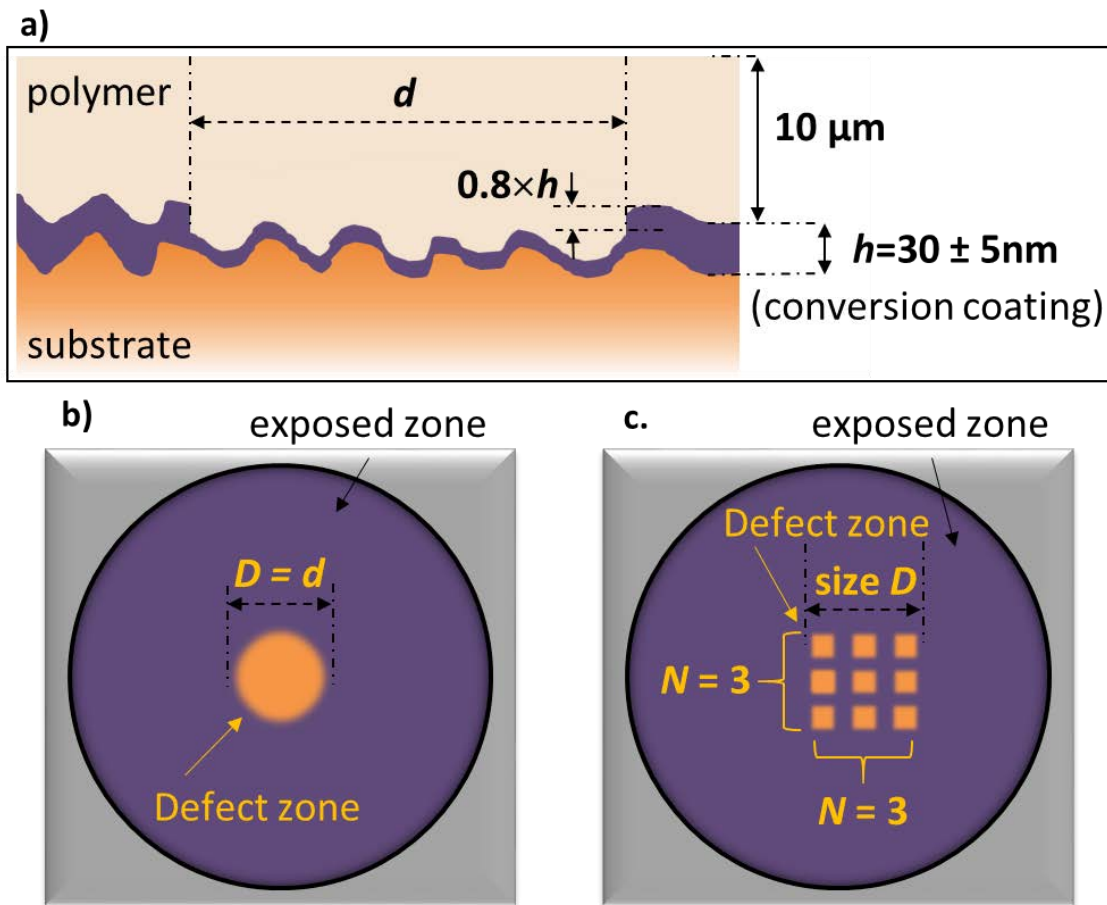 a)
polymer
d
10 µm
0.8×h
h=30 ± 5nm
(conversion coating)
substrate
b)
exposed zone
D = d
Defect zone
c.
exposed zone
Defect zone
size D
N = 3
N = 3